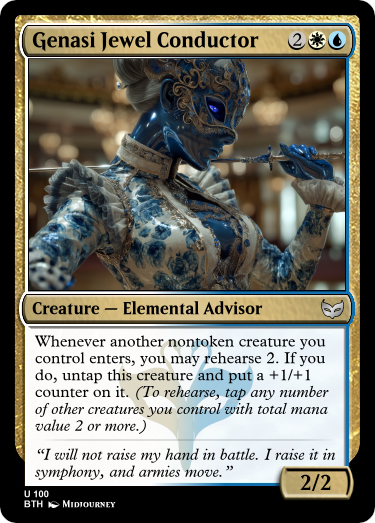 Genasi Jewel Conductor 2
Creature — Elemental Advisor
Whenever another nontoken creature you
control enters, you may rehearse 2. If you
do, untap this creature and put a +1/+1
counter on it. (To rehearse, tap any number
of other creatures you control with total mana
value 2 or more.)
“I will not raise my hand in battle. I raise it in
symphony, and armies move.”
2/2
U 100
BTH Midjourney